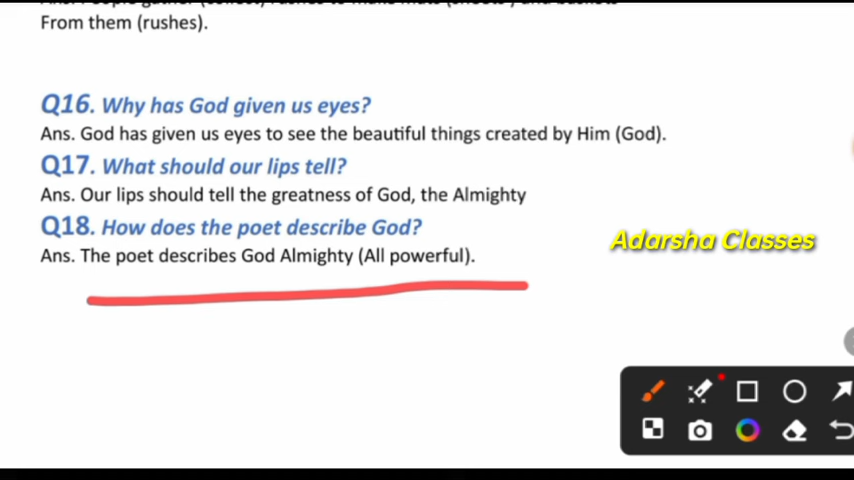 From them (rushes).
Q16. Why has God given us eyes?
Ans. God has given us eyes to see the beautiful things created by Him (God).
Q17. What should our lips tell?
Ans. Our lips should tell the greatness of God, the Almighty
Q18. How does the poet describe God?
Adarsha Classes
Ans. The poet describes God Almighty (All powerful).